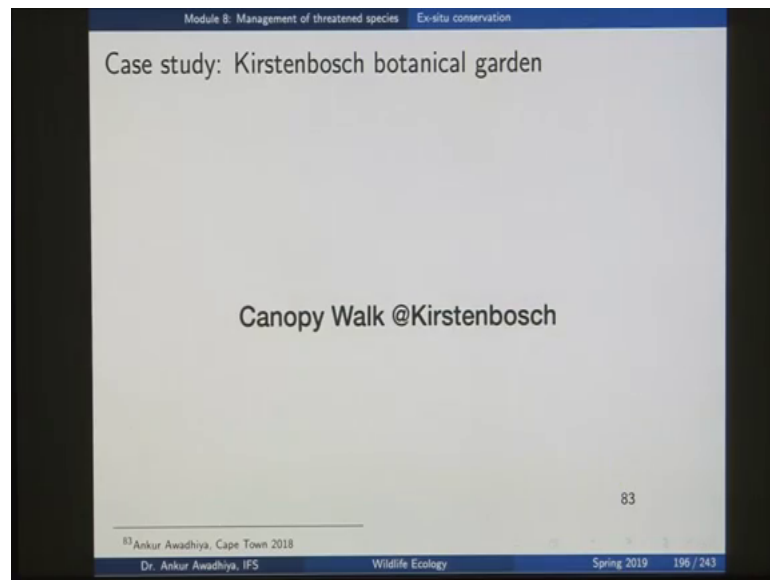 Module 8: Management of threatened species Ex-situ conservation
Case study: Kirstenbosch botanical garden
Canopy Walk @Kirstenbosch
83
83 Ankur Awadhiya, Cape Town 2018
Dr. Ankur Awadhiya, IFS Wildlife Ecology Spring 2019 196 / 243